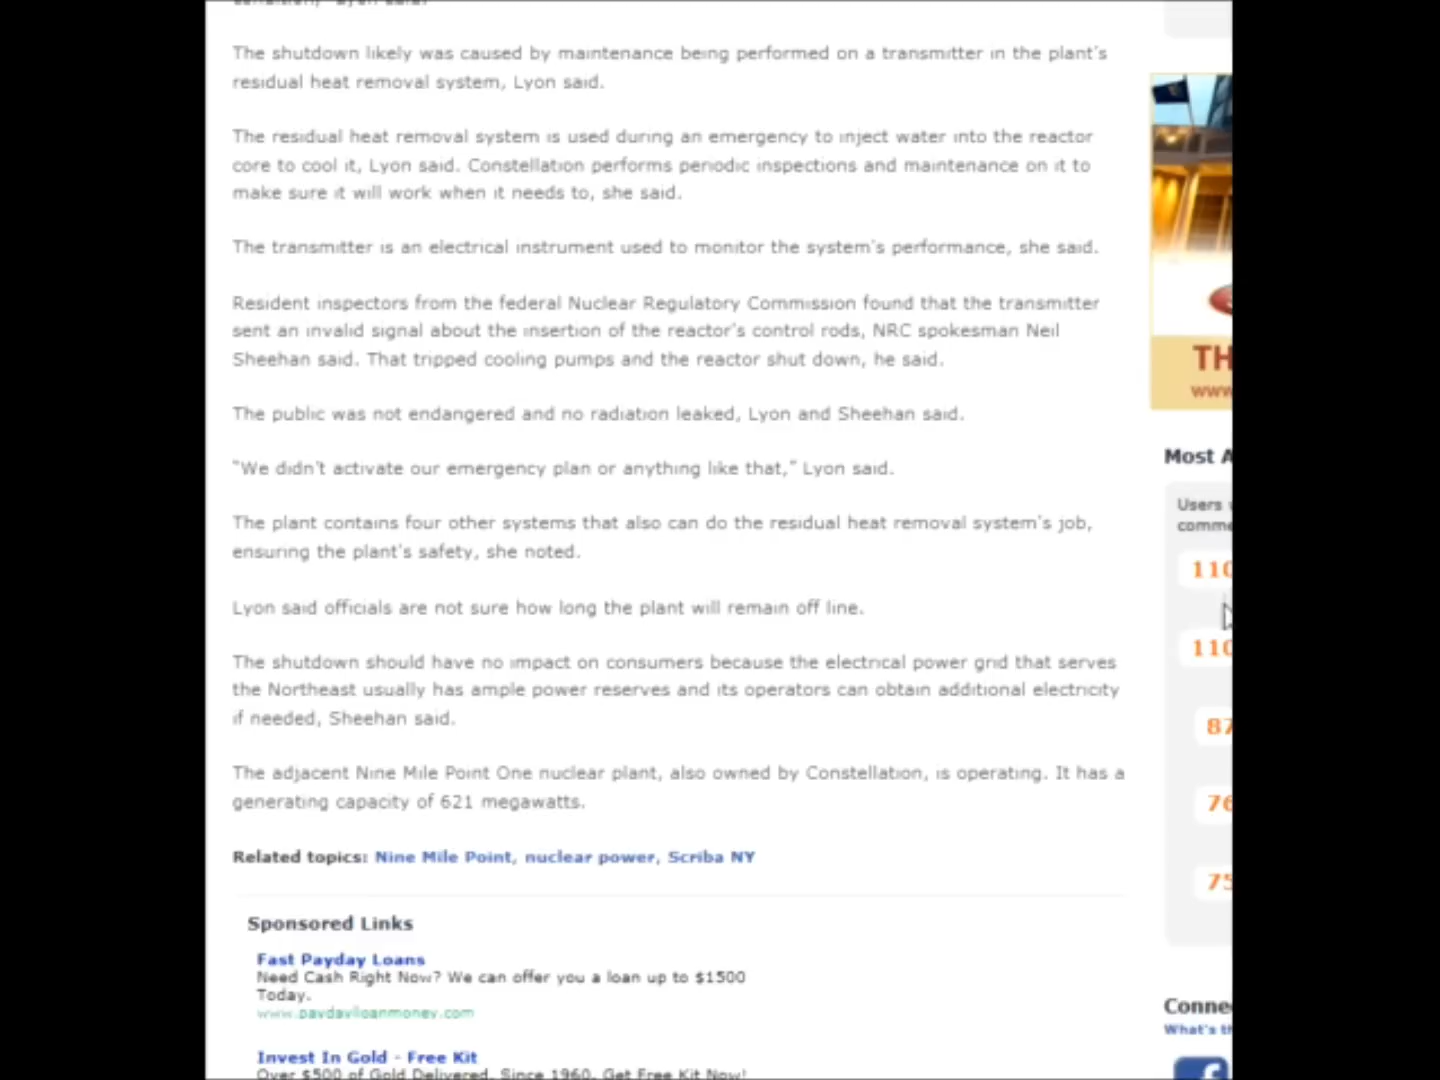 The shutdown likely was caused by maintenance being performed on a transmitter in the plant's
residual heat removal system, Lyon said.
The residual heat removal system is used during an emergency to inject water into the reactor
core to cool it, Lyon said. Constellation performs periodic inspections and maintenance on it to
make sure it will work when it needs to, she said.
The transmitter is an electrical instrument used to monitor the system's performance, she said.
Resident inspectors from the federal Nuclear Regulatory Commission found that the transmitter
sent an invalid signal about the insertion of the reactor's control rods, NRC spokesman Neil
Sheehan said. That tripped cooling pumps and the reactor shut down, he said.
The public was not endangered and no radiation leaked, Lyon and Sheehan said.
"We didn't activate our emergency plan or anything like that," Lyon said.
The plant contains four other systems that also can do the residual heat removal system's job,
ensuring the plant's safety, she noted.
Lyon said officials are not sure how long the plant will remain off line.
The shutdown should have no impact on consumers because the electrical power grid that serves
the Northeast usually has ample power reserves and its operators can obtain additional electricity
if needed, Sheehan said.
The adjacent Nine Mile Point One nuclear plant, also owned by Constellation, is operating. It has a
generating capacity of 621 megawatts.
Related topics: Nine Mile Point, nuclear power, Scriba NY
Sponsored Links
Fast Payday Loans
Need Cash Right Now? We can offer you a loan up to $1500
Today.
www.paydayiloanmoney.com
Invest In Gold - Free Kit
Over $500 of Gold Delivered. Since 1960. Get Free Kit Now!
TH
www
Most A
Users
comme
110
110
87
76
75
Conne
What's th